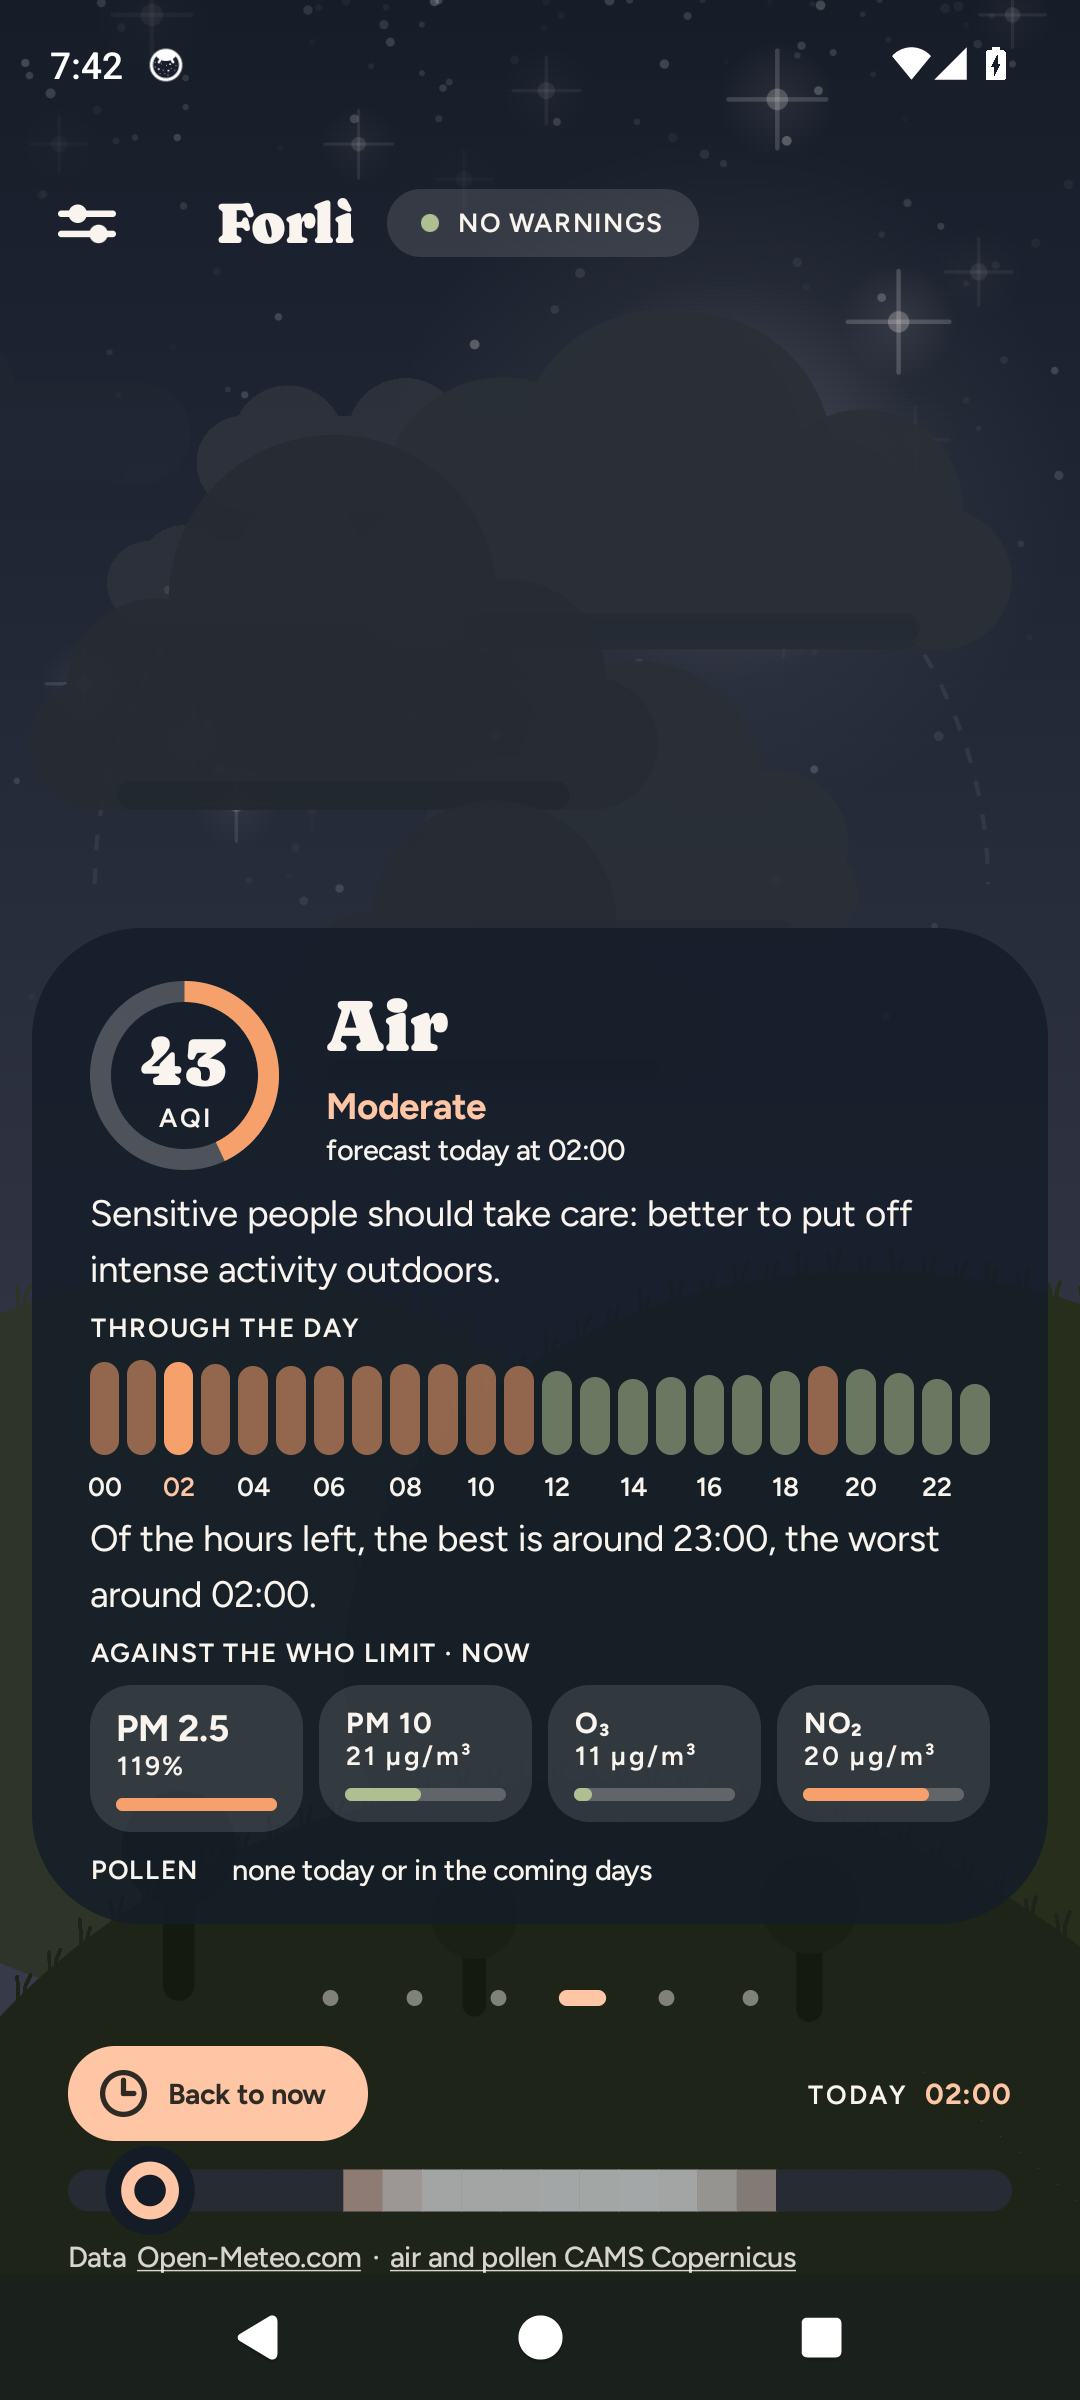 7:42
Forlì
NO WARNINGS
43
AQI
Air
Moderate
forecast today at 02:00
Sensitive people should take care: better to put off
intense activity outdoors.
THROUGH THE DAY
00 02 04 06 08 10 12 14 16 18 20 22
Of the hours left, the best is around 23:00, the worst
around 02:00.
AGAINST THE WHO LIMIT · NOW
PM 2.5
119%
PM 10
21 µg/m³
O₃
11 µg/m³
NO₂
20 µg/m³
POLLEN none today or in the coming days
Back to now
TODAY 02:00
Data Open-Meteo.com · air and pollen CAMS Copernicus